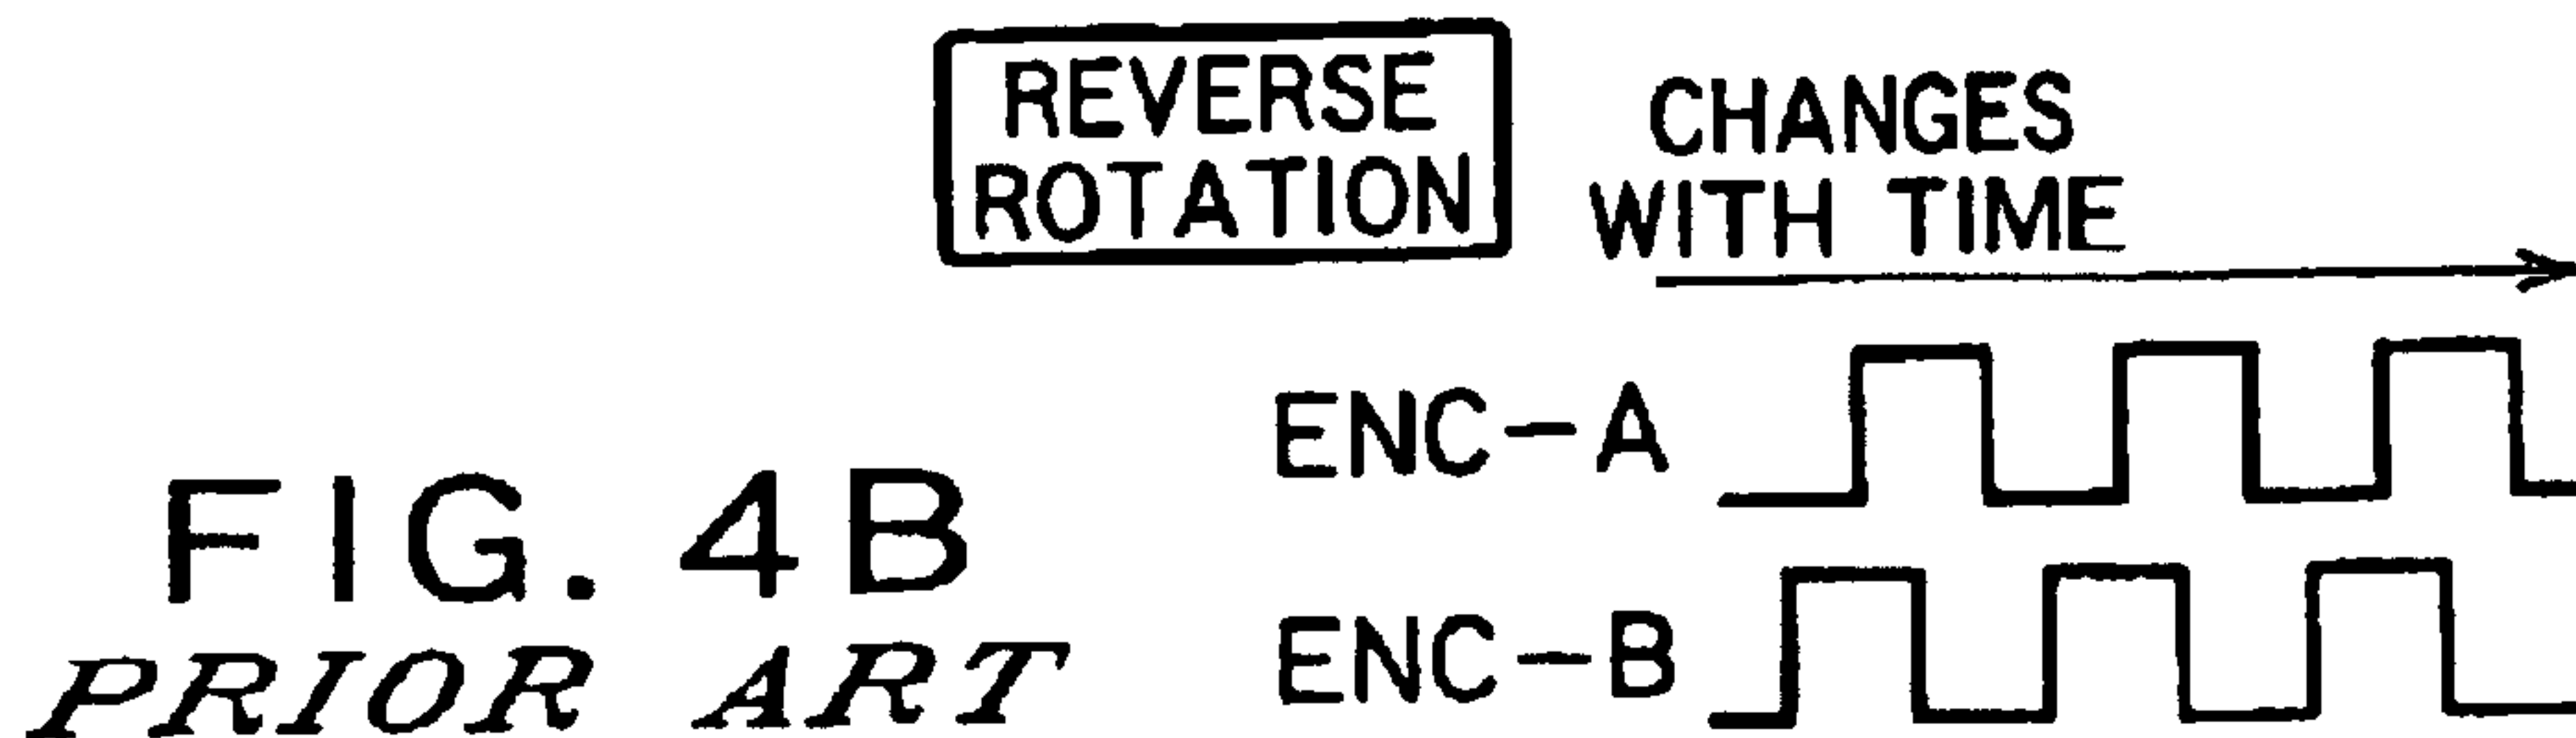 REVERSE
ROTATION
CHANGES
WITH TIME
ENC-A
ENC-B
FIG. 4B
PRIOR ART